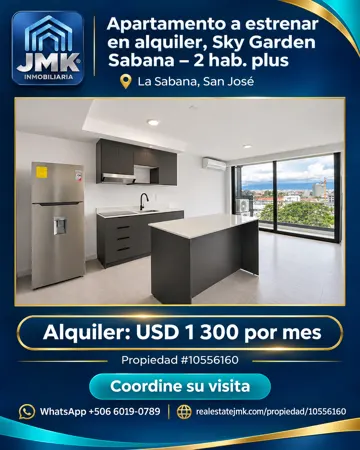 JMK
INMOBILIARIA
Apartamento a estrenar
en alquiler, Sky Garden
Sabana – 2 hab. plus
La Sabana, San José
Alquiler: USD 1 300 por mes
Propiedad #10556160
Coordine su visita
WhatsApp +506 6019-0789 | realestatejmk.com/propiedad/10556160